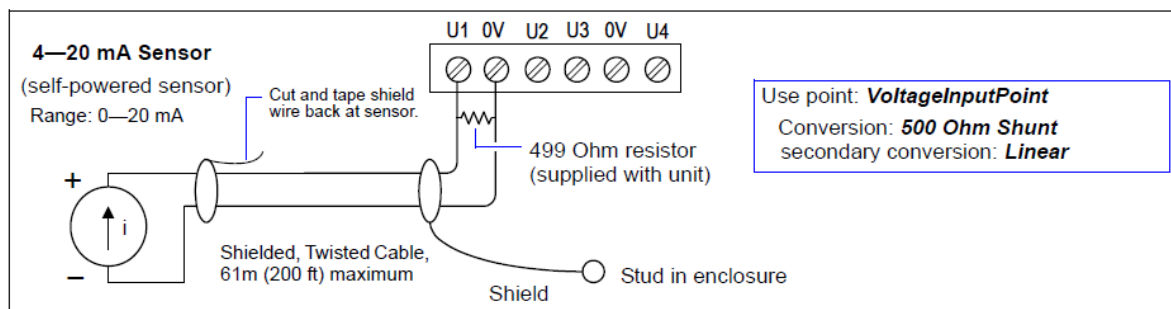 U1 0V U2 U3 0V U4
4—20 mA Sensor
(self-powered sensor)
Range: 0—20 mA
Cut and tape shield
wire back at sensor.
499 Ohm resistor
(supplied with unit)
Use point: VoltageInputPoint
Conversion: 500 Ohm Shunt
secondary conversion: Linear
+
i
–
Shielded, Twisted Cable,
61m (200 ft) maximum
Shield
Stud in enclosure